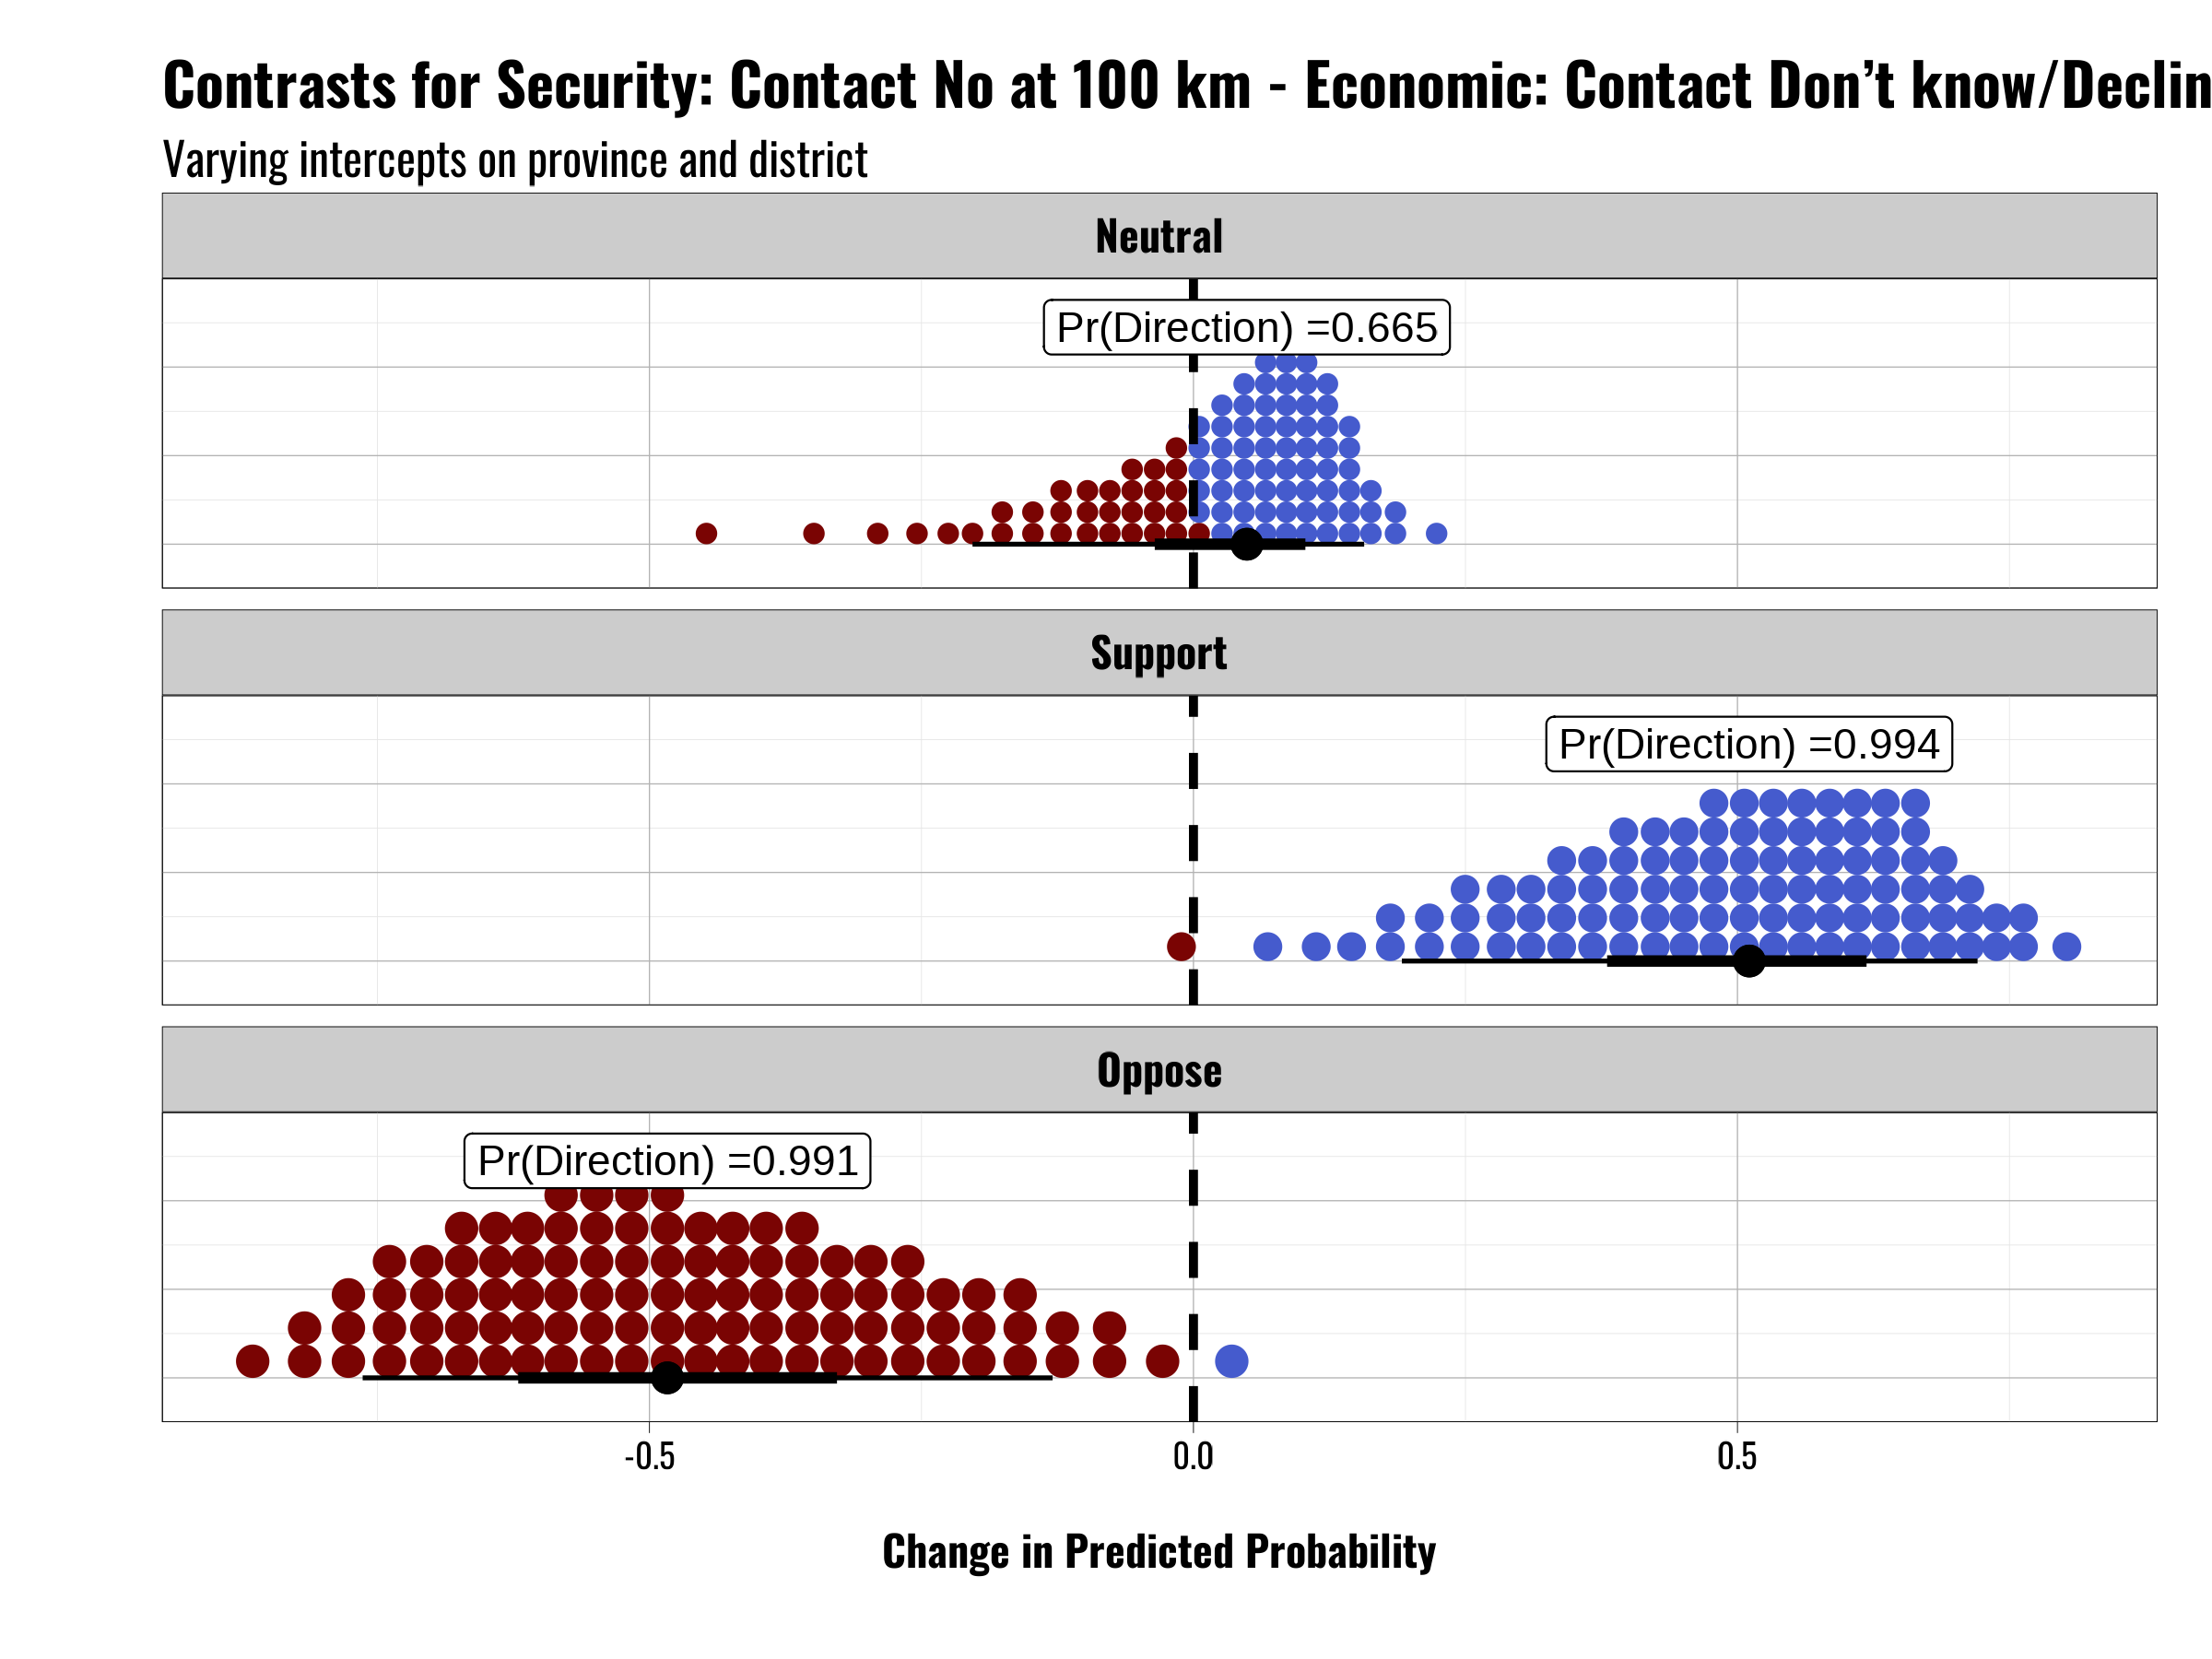 Contrasts for Security: Contact No at 100 km - Economic: Contact Don’t know/Declin
Varying intercepts on province and district
Neutral
Pr(Direction) =0.665
Support
Pr(Direction) =0.994
Oppose
Pr(Direction) =0.991
-0.5 0.0 0.5
Change in Predicted Probability